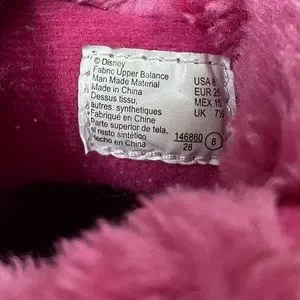 © Disney
Fabric Upper Balance
Man Made Material
Made in China
Dessus tissu,
autres. synthetiques
Fabriqué en Chine
Parte superior de tela,
el resto sintético
Hecho en China
USA 8
EUR 25
MEX 15
UK 7½
146860
28
8